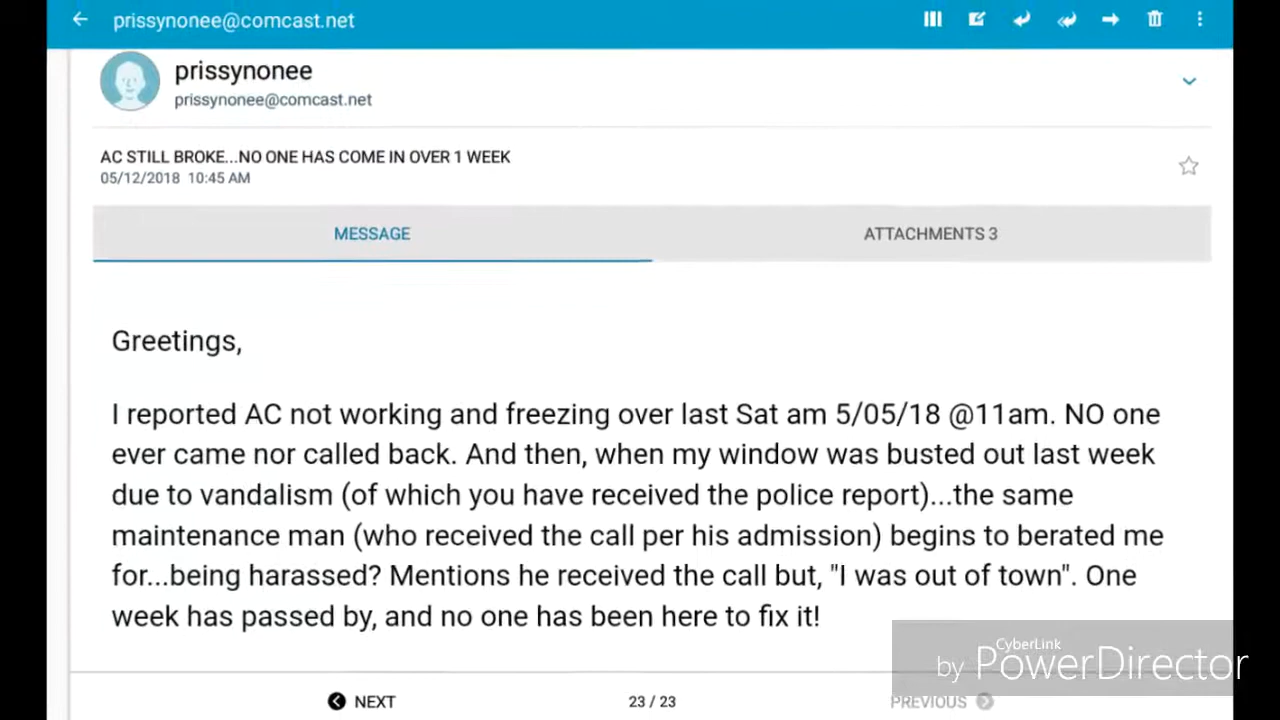 prissynonee@comcast.net
prissynonee
prissynonee@comcast.net
AC STILL BROKE...NO ONE HAS COME IN OVER 1 WEEK
05/12/2018 10:45 AM
MESSAGE
ATTACHMENTS 3
Greetings,
I reported AC not working and freezing over last Sat am 5/05/18 @11am. NO one
ever came nor called back. And then, when my window was busted out last week
due to vandalism (of which you have received the police report)...the same
maintenance man (who received the call per his admission) begins to berated me
for...being harassed? Mentions he received the call but, "I was out of town". One
week has passed by, and no one has been here to fix it!
CyberLink
by PowerDirector
NEXT
23 / 23
PREVIOUS